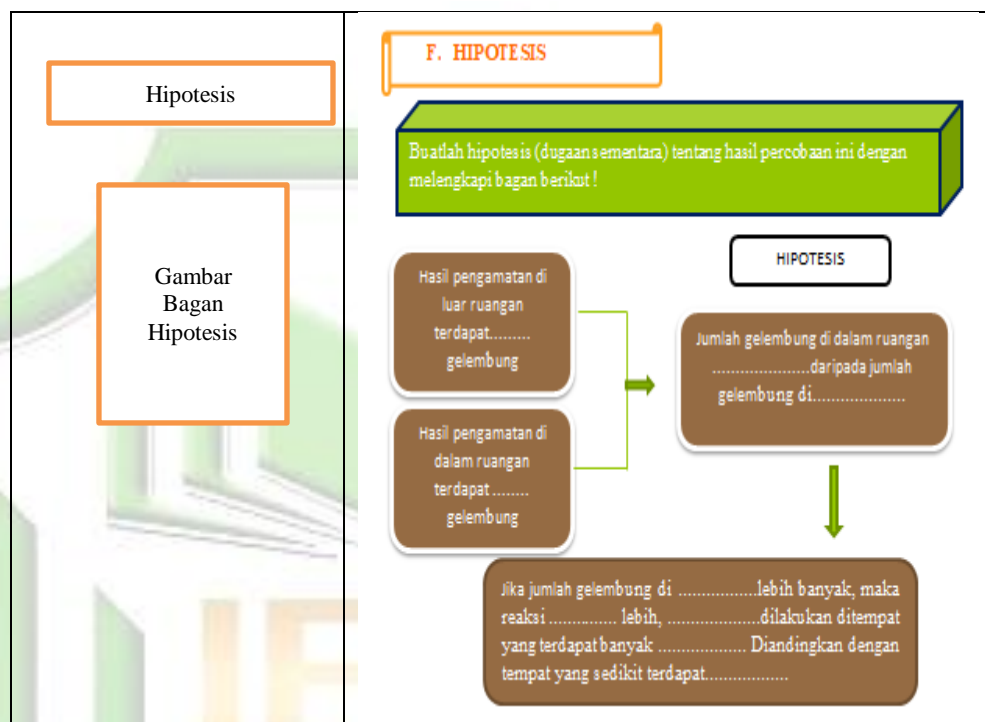 Hipotesis
Gambar
Bagan
Hipotesis
F. HIPOTESIS
Buatlah hipotesis (dugaan sementara) tentang hasil percobaan ini dengan
melengkapi bagan berikut !
Hasil pengamatan di
luar ruangan
terdapat.........
gelembung
Hasil pengamatan di
dalam ruangan
terdapat ........
gelembung
HIPOTESIS
Jumlah gelembung di dalam ruangan
......................daripada jumlah
gelembung di....................
Jika jumlah gelembung di .................lebih banyak, maka
reaksi ............... lebih, .....................dilakukan ditempat
yang terdapat banyak ................... Diandingkan dengan
tempat yang sedikit terdapat..................